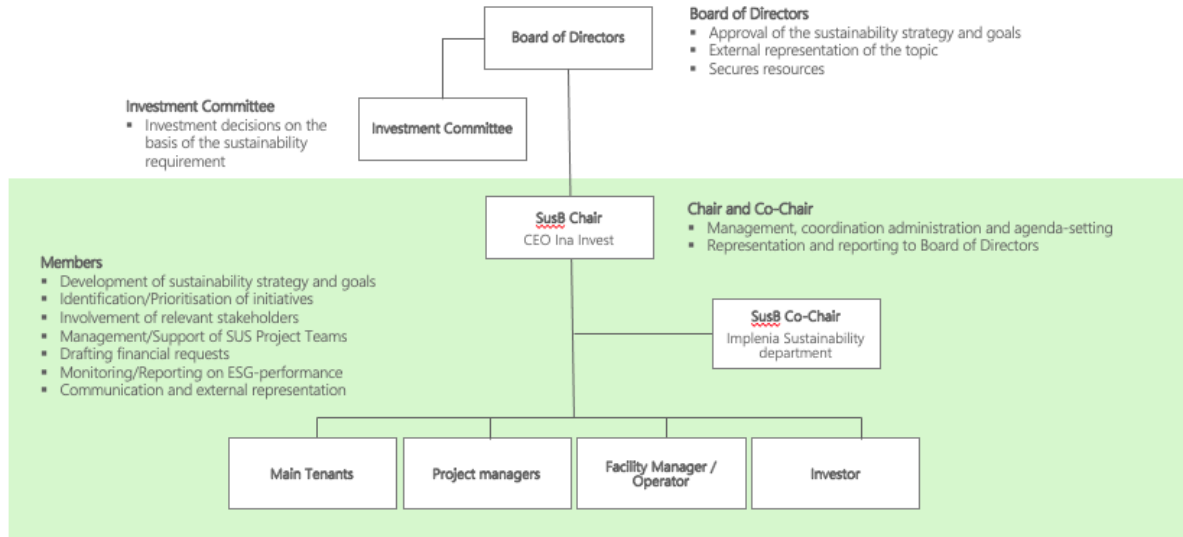 Board of Directors
Board of Directors
▪ Approval of the sustainability strategy and goals
▪ External representation of the topic
▪ Secures resources
Investment Committee
▪ Investment decisions on the
basis of the sustainability
requirement
Investment Committee
SusB Chair
CEO Ina Invest
Chair and Co-Chair
▪ Management, coordination administration and agenda-setting
▪ Representation and reporting to Board of Directors
Members
▪ Development of sustainability strategy and goals
▪ Identification/Prioritisation of initiatives
▪ Involvement of relevant stakeholders
▪ Management/Support of SUS Project Teams
▪ Drafting financial requests
▪ Monitoring/Reporting on ESG-performance
▪ Communication and external representation
SusB Co-Chair
Implenia Sustainability
department
Main Tenants
Project managers
Facility Manager /
Operator
Investor